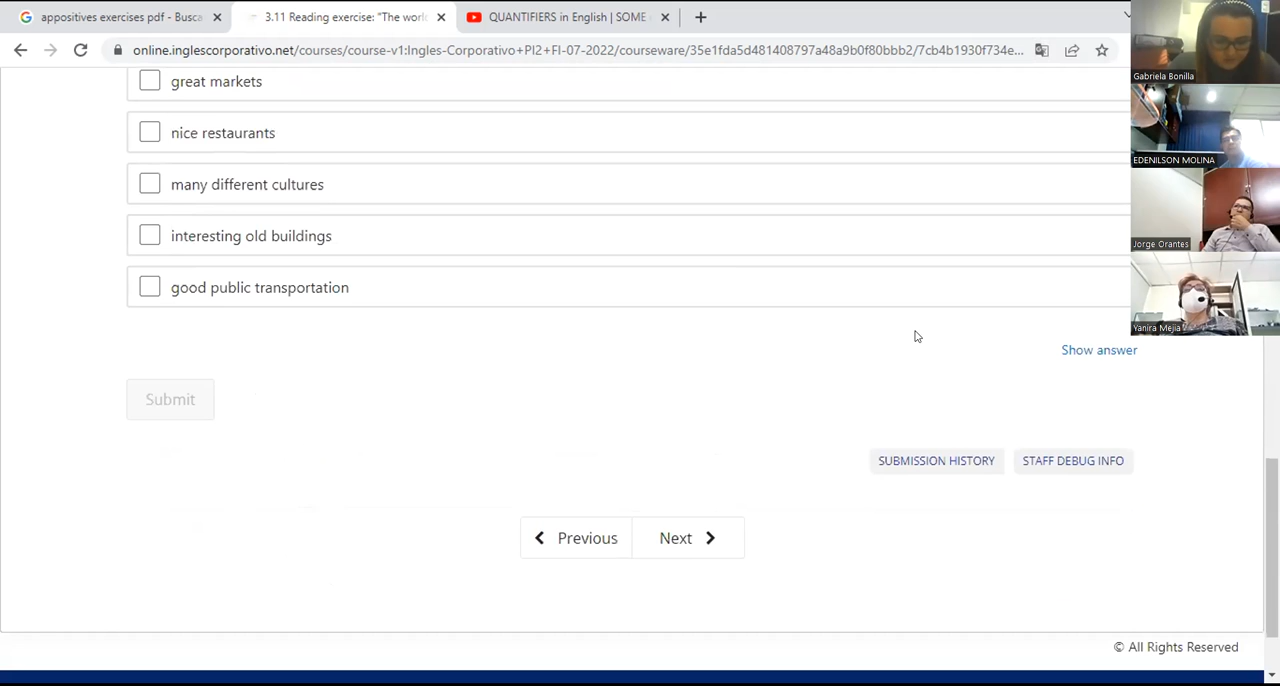 appositives exercises pdf - Busca
3.11 Reading exercise: "The worl
QUANTIFIERS in English | SOME
online.inglescorporativo.net/courses/course-v1:Ingles-Corporativo+PI2+FI-07-2022/courseware/35e1fda5d481408797a48a9b0f80bbb2/7cb4b1930f734e...
great markets
nice restaurants
many different cultures
interesting old buildings
good public transportation
Show answer
Submit
SUBMISSION HISTORY
STAFF DEBUG INFO
Previous
Next
© All Rights Reserved
Gabriela Bonilla
EDENILSON MOLINA
Jorge Orantes
Yanira Mejia